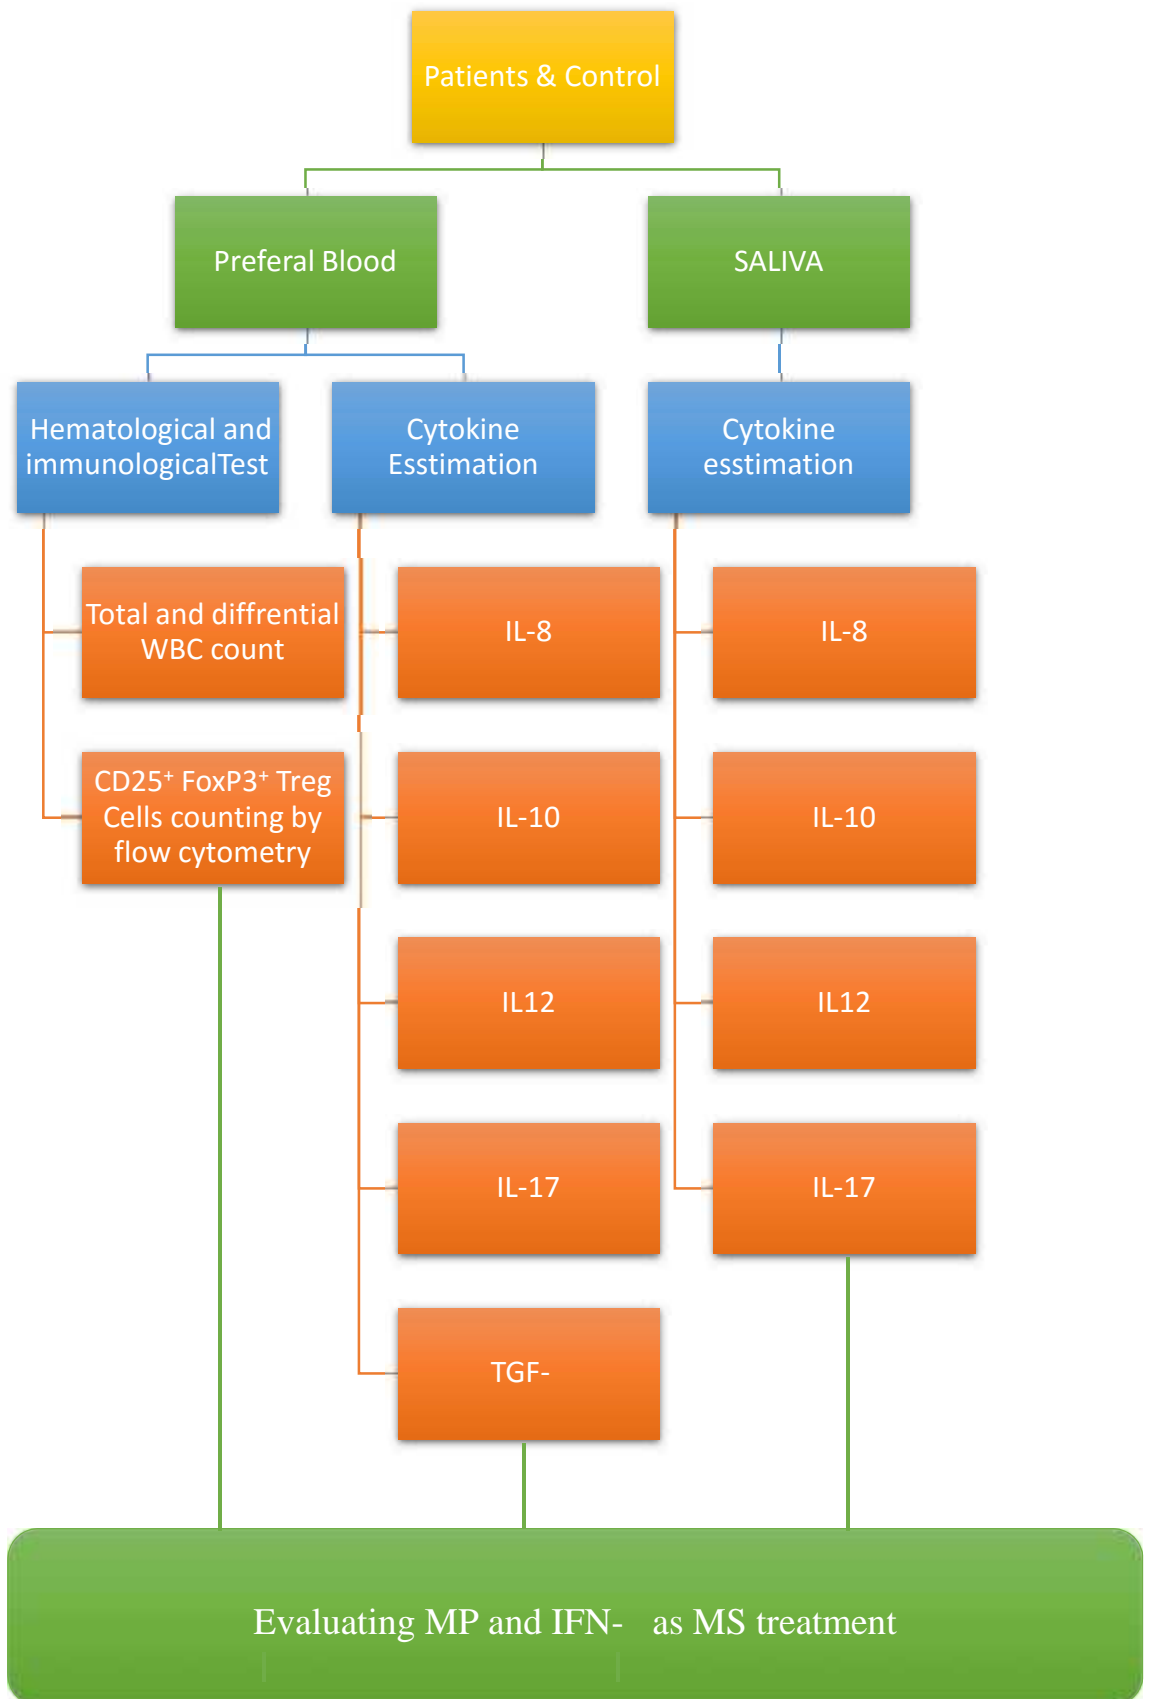 Patients & Control
Preferal Blood
SALIVA
Hematological and
immunologicalTest
Cytokine
Esstimation
Cytokine
esstimation
Total and diffrential
WBC count
IL-8
IL-8
CD25⁺ FoxP3⁺ Treg
Cells counting by
flow cytometry
IL-10
IL-10
IL12
IL12
IL-17
IL-17
TGF-
Evaluating MP and IFN- as MS treatment